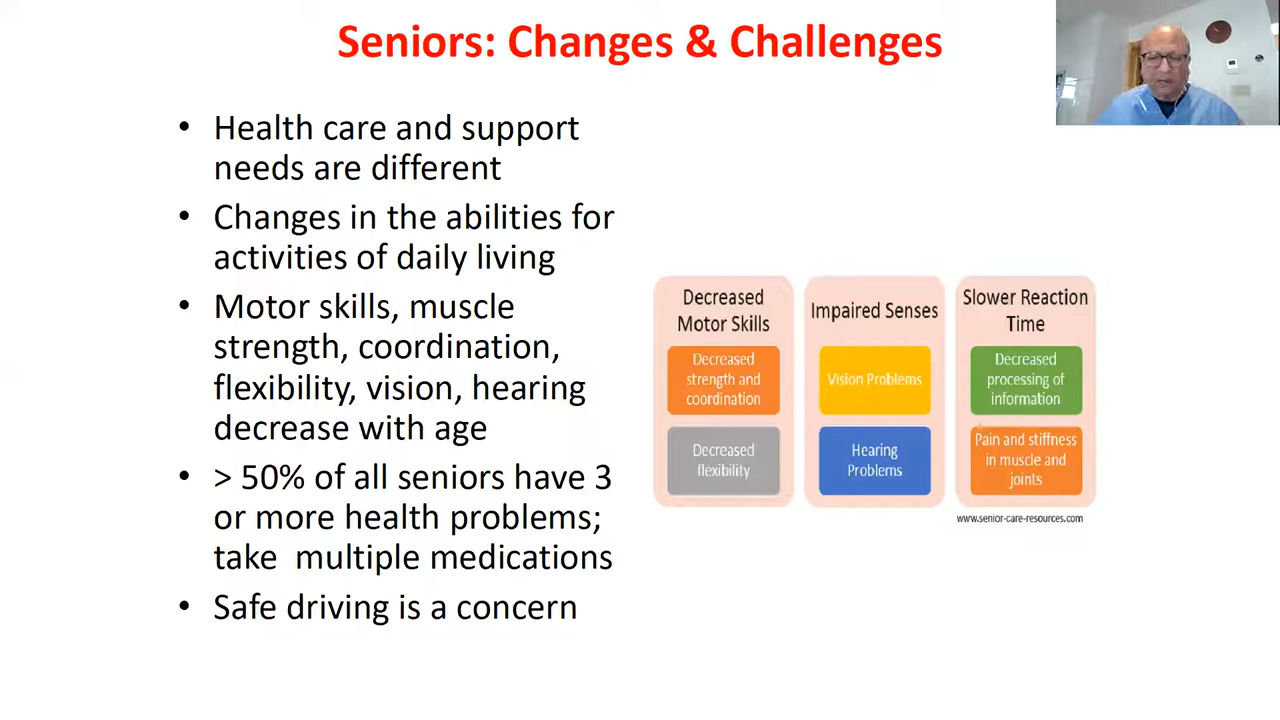 Seniors: Changes & Challenges
• Health care and support
needs are different
• Changes in the abilities for
activities of daily living
• Motor skills, muscle
strength, coordination,
flexibility, vision, hearing
decrease with age
• > 50% of all seniors have 3
or more health problems;
take multiple medications
• Safe driving is a concern
Decreased
Motor Skills
Decreased
strength and
coordination
Decreased
flexibility
Impaired Senses
Vision Problems
Hearing
Problems
Slower Reaction
Time
Decreased
processing of
information
Pain and stiffness
in muscle and
joints
www.senior-care-resources.com